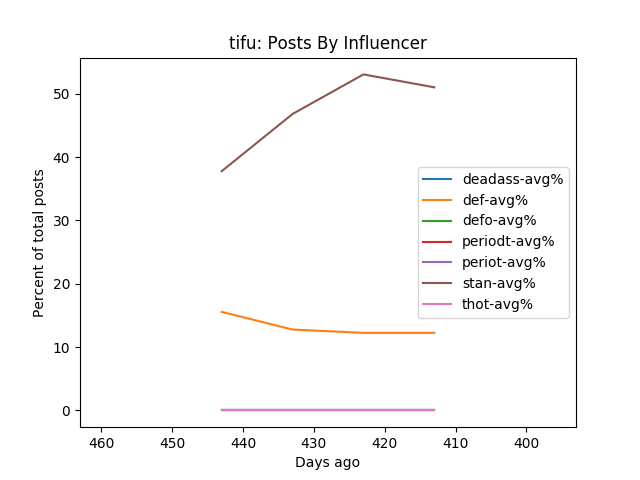 tifu: Posts By Influencer
Percent of total posts
50
40
30
20
10
0
deadass-avg%
def-avg%
defo-avg%
periodt-avg%
periot-avg%
stan-avg%
thot-avg%
460 450 440 430 420 410 400
Days ago